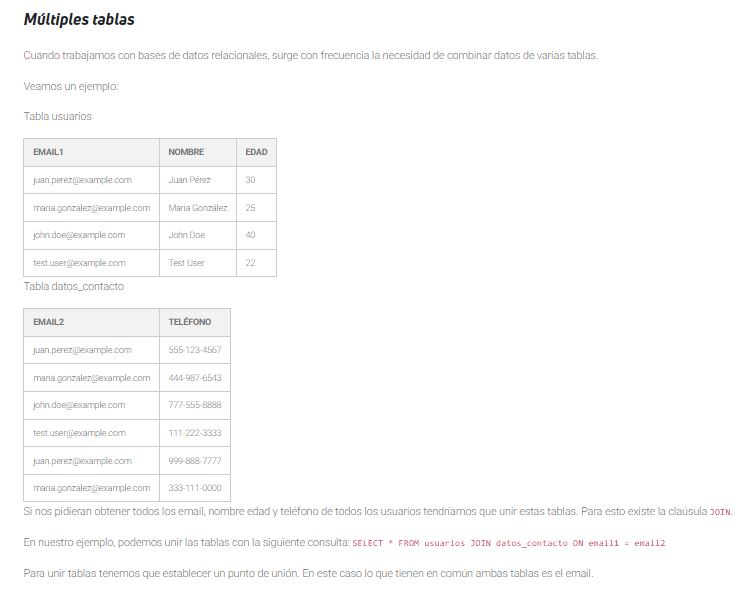 Múltiples tablas
Cuando trabajamos con bases de datos relacionales, surge con frecuencia la necesidad de combinar datos de varias tablas.
Veamos un ejemplo:
Tabla usuarios
EMAIL1 NOMBRE EDAD
juan.perez@example.com Juan Pérez 30
maria.gonzalez@example.com Maria González 25
john.doe@example.com John Doe 40
test.user@example.com Test User 22
Tabla datos_contacto
EMAIL2 TELÉFONO
juan.perez@example.com 555-123-4567
maria.gonzalez@example.com 444-987-6543
john.doe@example.com 777-555-8888
test.user@example.com 111-222-3333
juan.perez@example.com 999-888-7777
maria.gonzalez@example.com 333-111-0000
Si nos pidieran obtener todos los email, nombre edad y teléfono de todos los usuarios tendríamos que unir estas tablas. Para esto existe la claúsula JOIN.
En nuestro ejemplo, podemos unir las tablas con la siguiente consulta: SELECT * FROM usuarios JOIN datos_contacto ON email1 = email2
Para unir tablas tenemos que establecer un punto de unión. En este caso lo que tienen en común ambas tablas es el email.